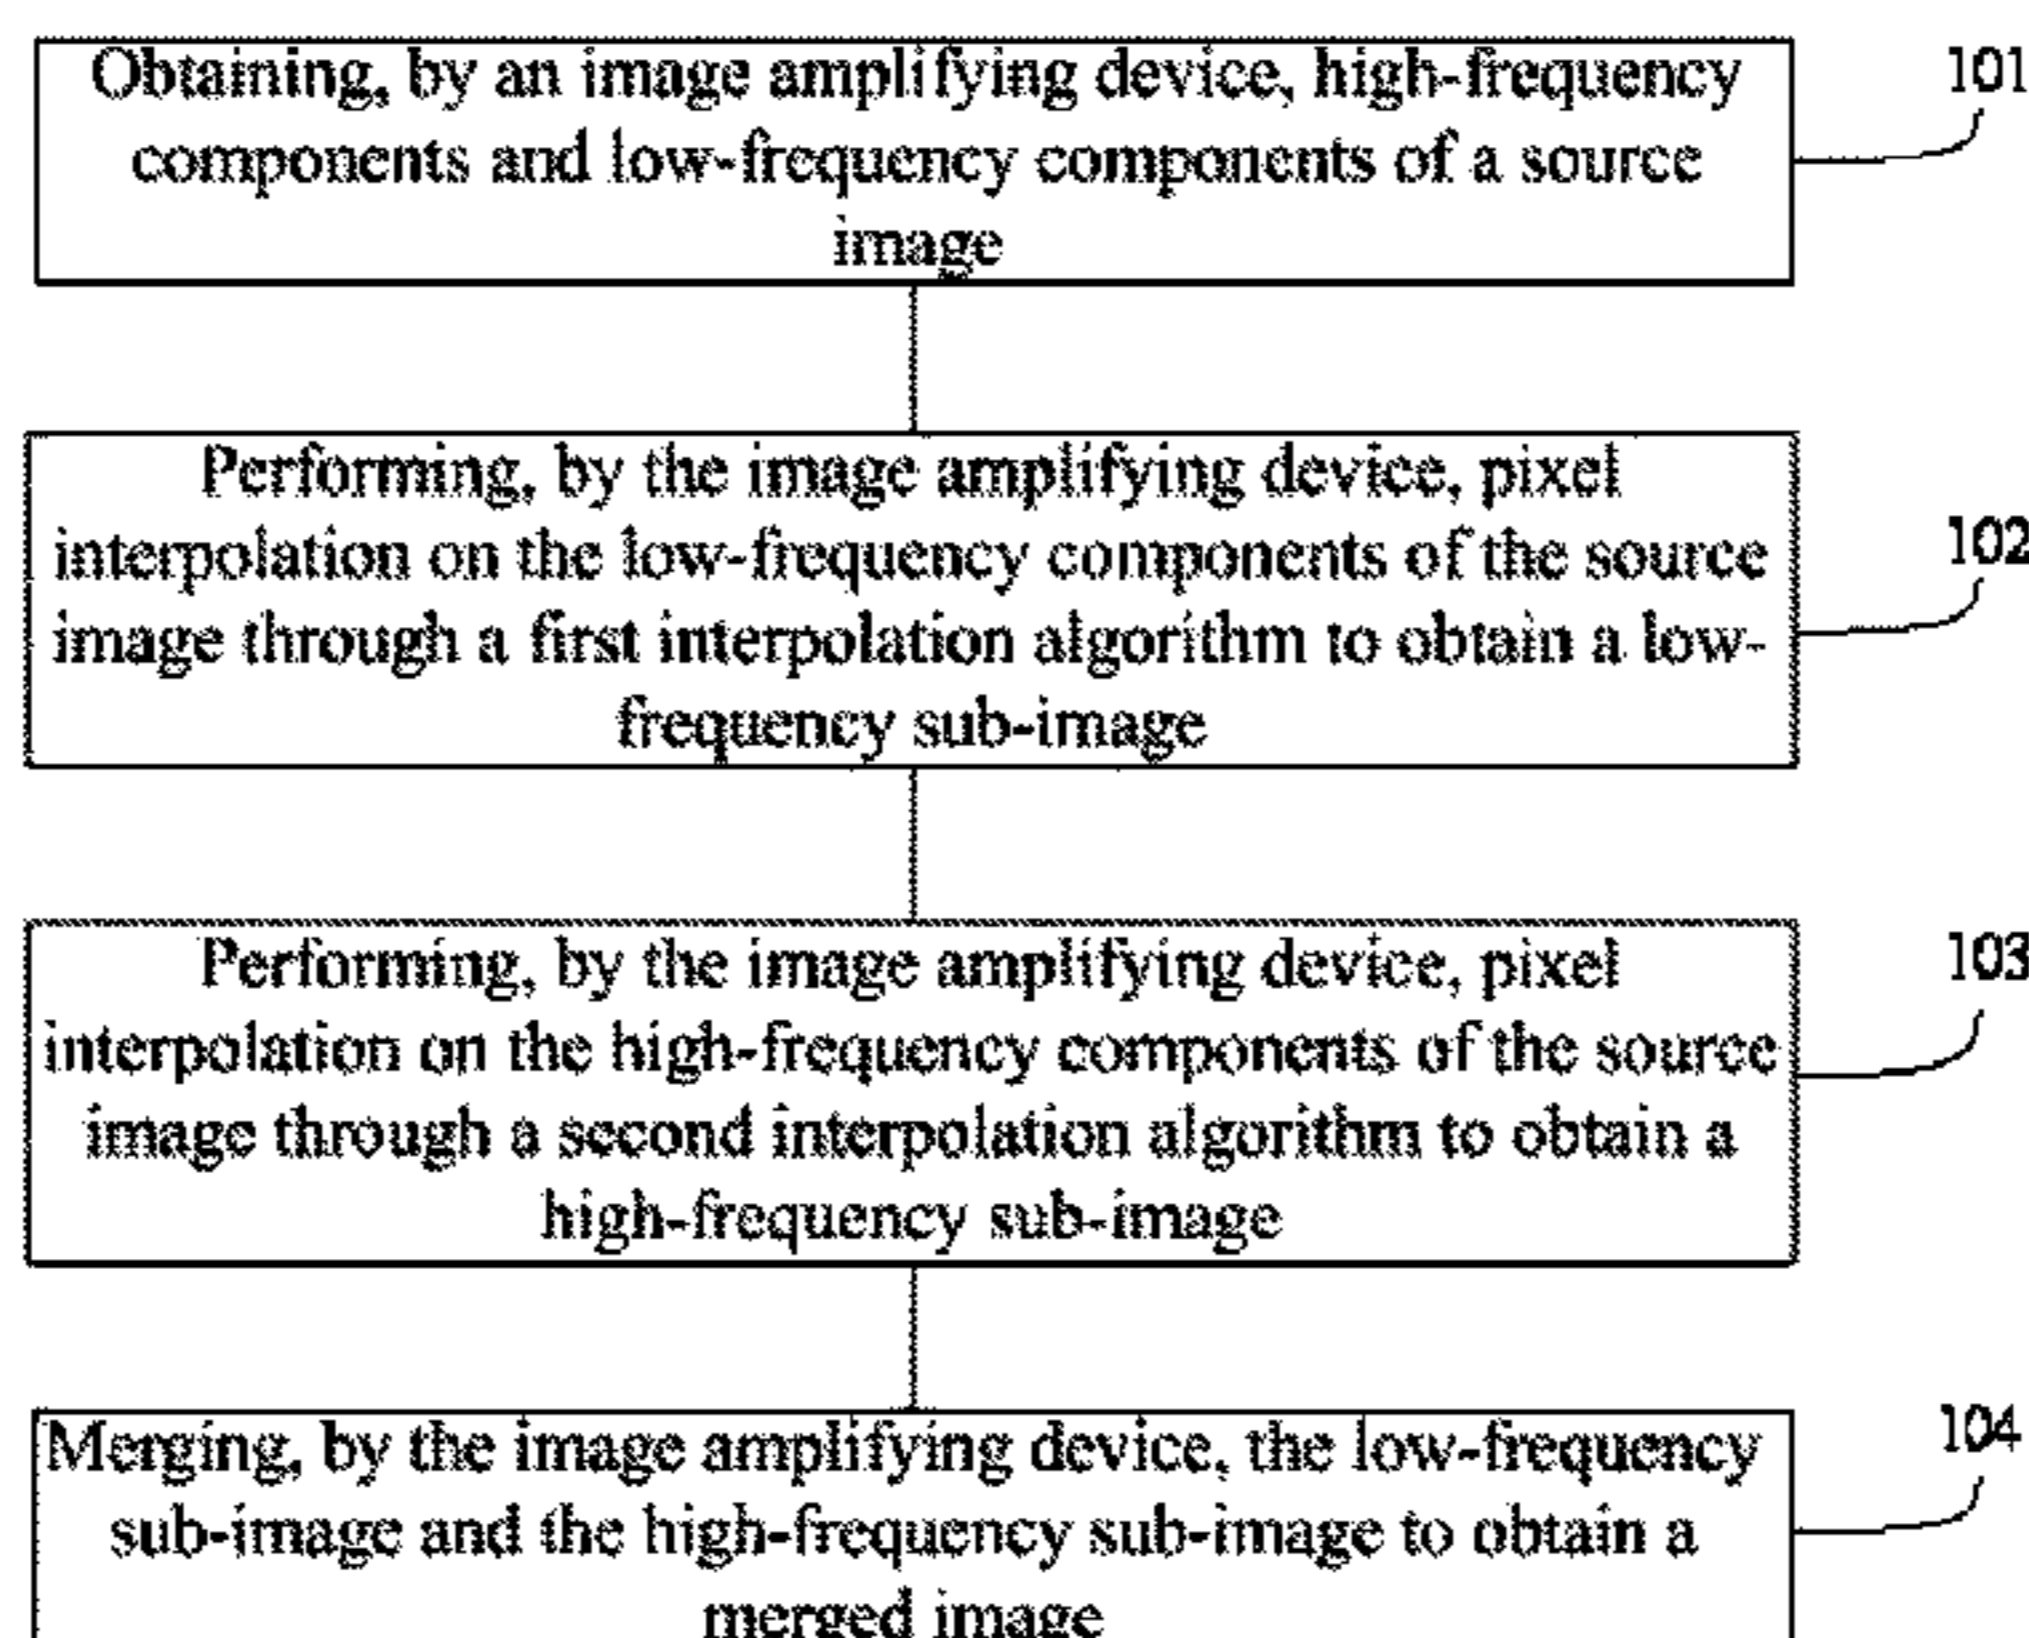 Obtaining, by an image amplifying device, high-frequency
components and low-frequency components of a source
image
101
Performing, by the image amplifying device, pixel
interpolation on the low-frequency components of the source
image through a first interpolation algorithm to obtain a low-
frequency sub-image
102
Performing, by the image amplifying device, pixel
interpolation on the high-frequency components of the source
image through a second interpolation algorithm to obtain a
high-frequency sub-image
103
Merging, by the image amplifying device, the low-frequency
sub-image and the high-frequency sub-image to obtain a
merged image
104